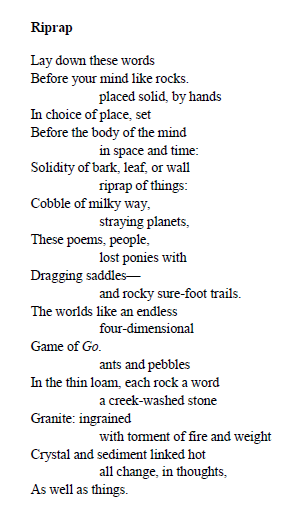 Riprap
Lay down these words
Before your mind like rocks.
placed solid, by hands
In choice of place, set
Before the body of the mind
in space and time:
Solidity of bark, leaf, or wall
riprap of things:
Cobble of milky way,
straying planets,
These poems, people,
lost ponies with
Dragging saddles—
and rocky sure-foot trails.
The worlds like an endless
four-dimensional
Game of Go.
ants and pebbles
In the thin loam, each rock a word
a creek-washed stone
Granite: ingrained
with torment of fire and weight
Crystal and sediment linked hot
all change, in thoughts,
As well as things.